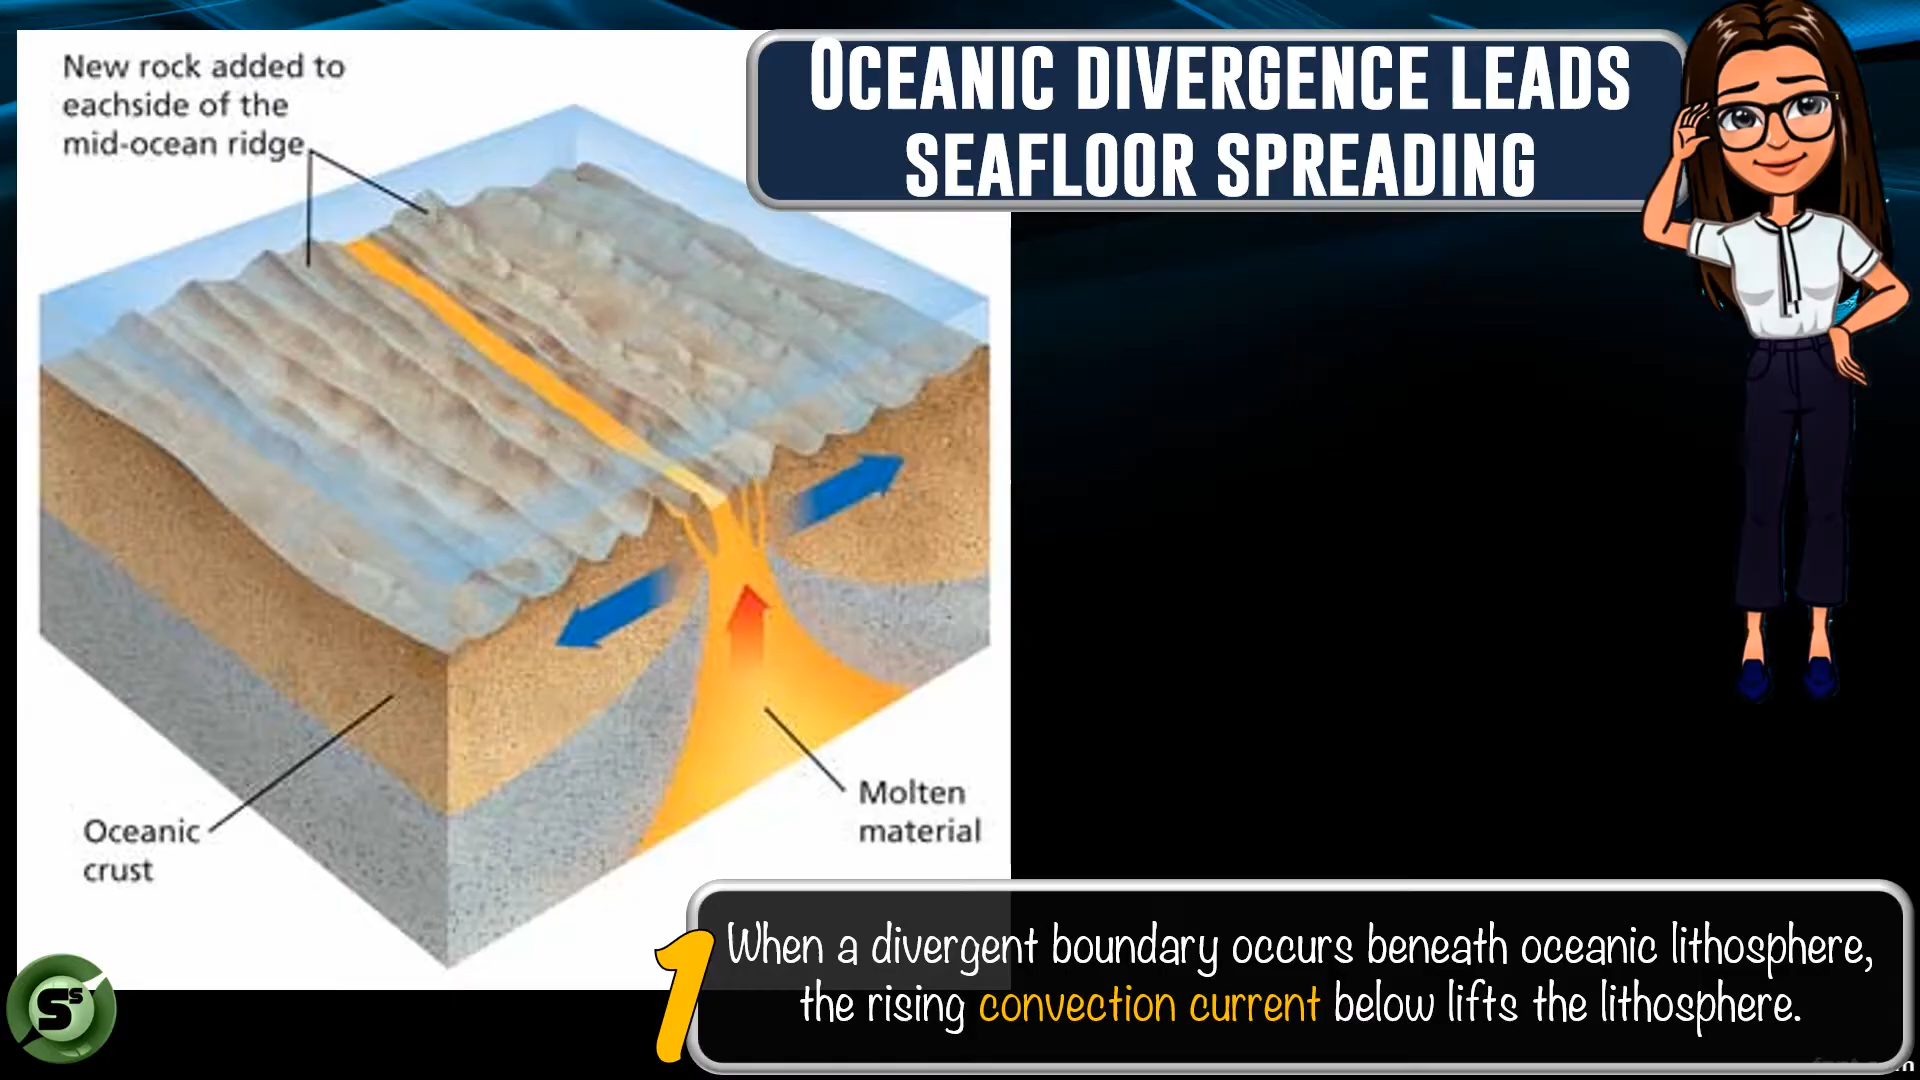 New rock added to
eachside of the
mid-ocean ridge
OCEANIC DIVERGENCE LEADS
SEAFLOOR SPREADING
Oceanic
crust
Molten
material
1
When a divergent boundary occurs beneath oceanic lithosphere,
the rising convection current below lifts the lithosphere.
Ss